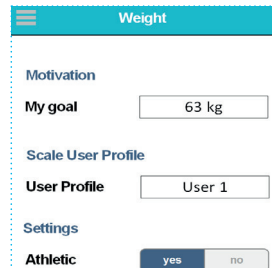 Weight
Motivation
My goal 63 kg
Scale User Profile
User Profile User 1
Settings
Athletic yes no